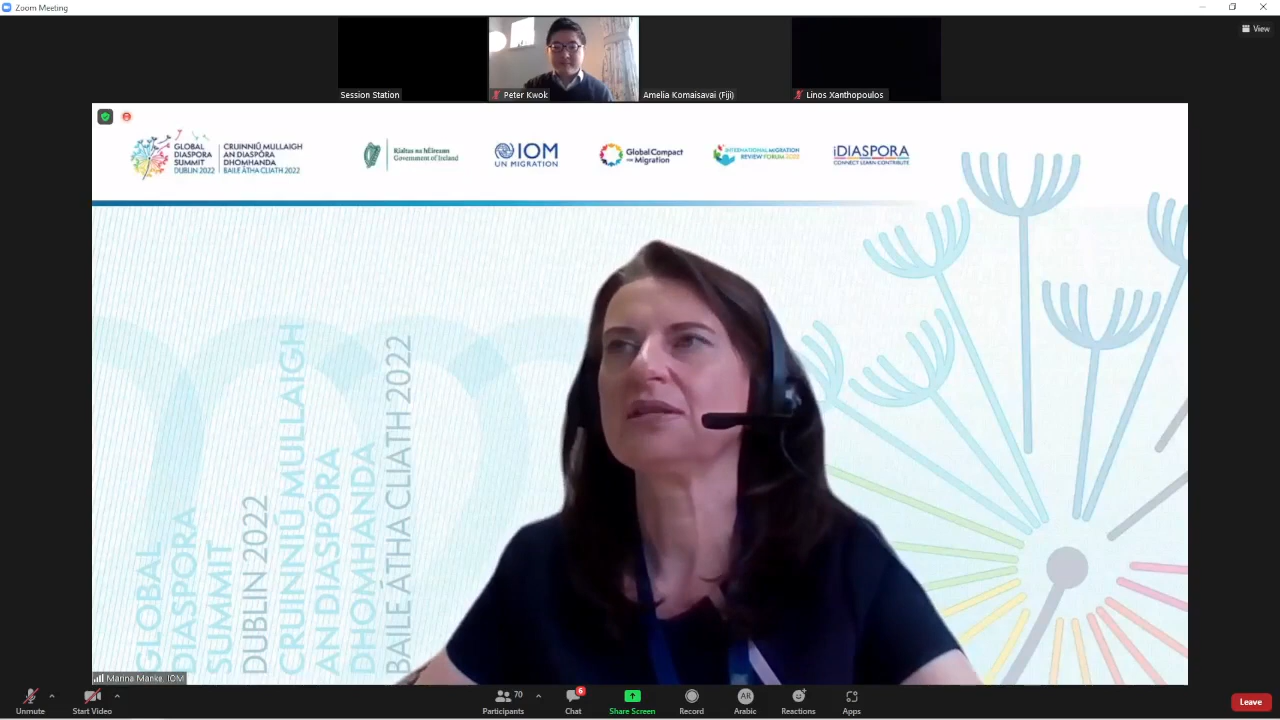 Zoom Meeting
View
Session Station
Peter Kwok
Amelia Komaisavai (Fiji)
Linos Xanthopoulos
GLOBAL
DIASPORA
SUMMIT
DUBLIN 2022
CRUINNIÚ MULLAIGH
AN DIASPÓRA
DHOMHANDA
BAILE ÁTHA CLIATH 2022
Rialtas na hÉireann
Government of Ireland
IOM
UN MIGRATION
Global Compact
FOR Migration
INTERNATIONAL MIGRATION
REVIEW FORUM 2022
iDIASPORA
CONNECT LEARN CONTRIBUTE
GLOBAL
DIASPORA
SUMMIT
DUBLIN 2022
CRUINNIÚ MULLAIGH
AN DIASPÓRA
DHOMHANDA
BAILE ÁTHA CLIATH 2022
Marina Manke, IOM
Unmute
Start Video
70
Participants
6
Chat
Share Screen
Record
AR
Arabic
Reactions
Apps
Leave